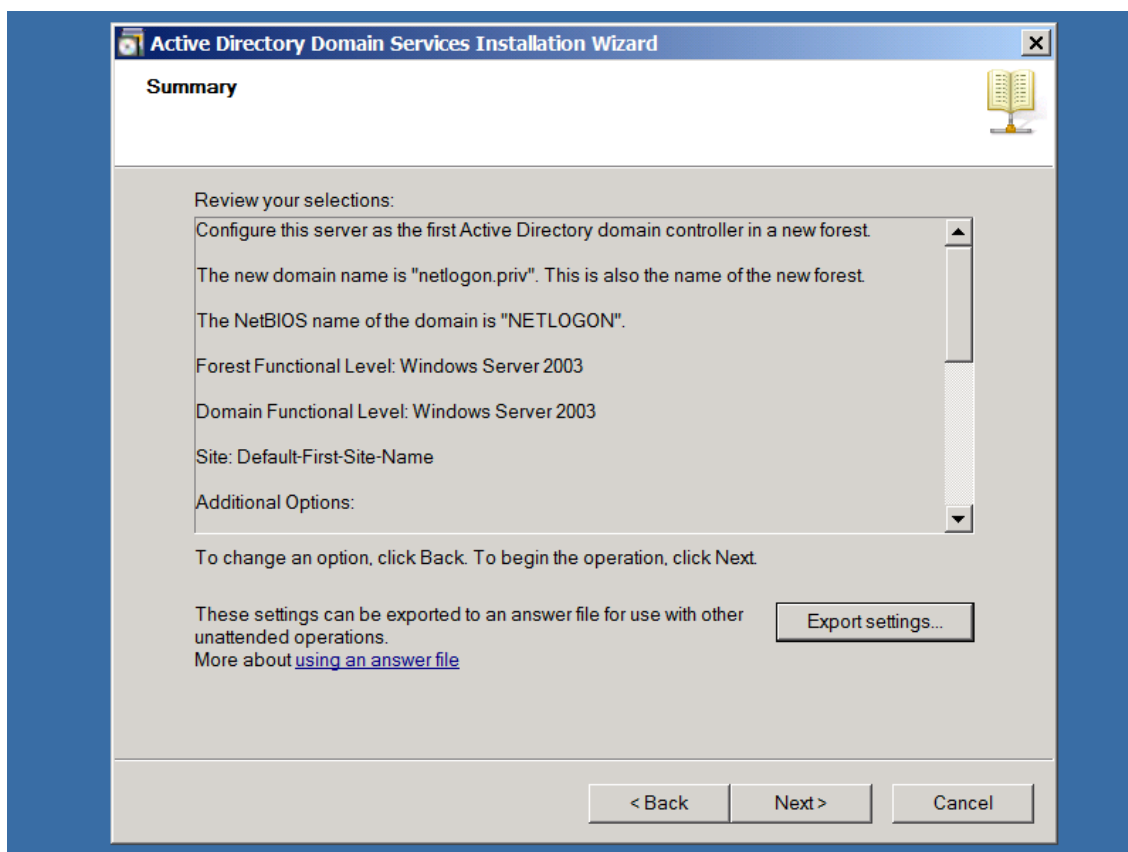 Active Directory Domain Services Installation Wizard
Summary
Review your selections:
Configure this server as the first Active Directory domain controller in a new forest.
The new domain name is "netlogon.priv". This is also the name of the new forest.
The NetBIOS name of the domain is "NETLOGON".
Forest Functional Level: Windows Server 2003
Domain Functional Level: Windows Server 2003
Site: Default-First-Site-Name
Additional Options:
To change an option, click Back. To begin the operation, click Next.
These settings can be exported to an answer file for use with other
unattended operations.
More about using an answer file
Export settings...
< Back
Next >
Cancel